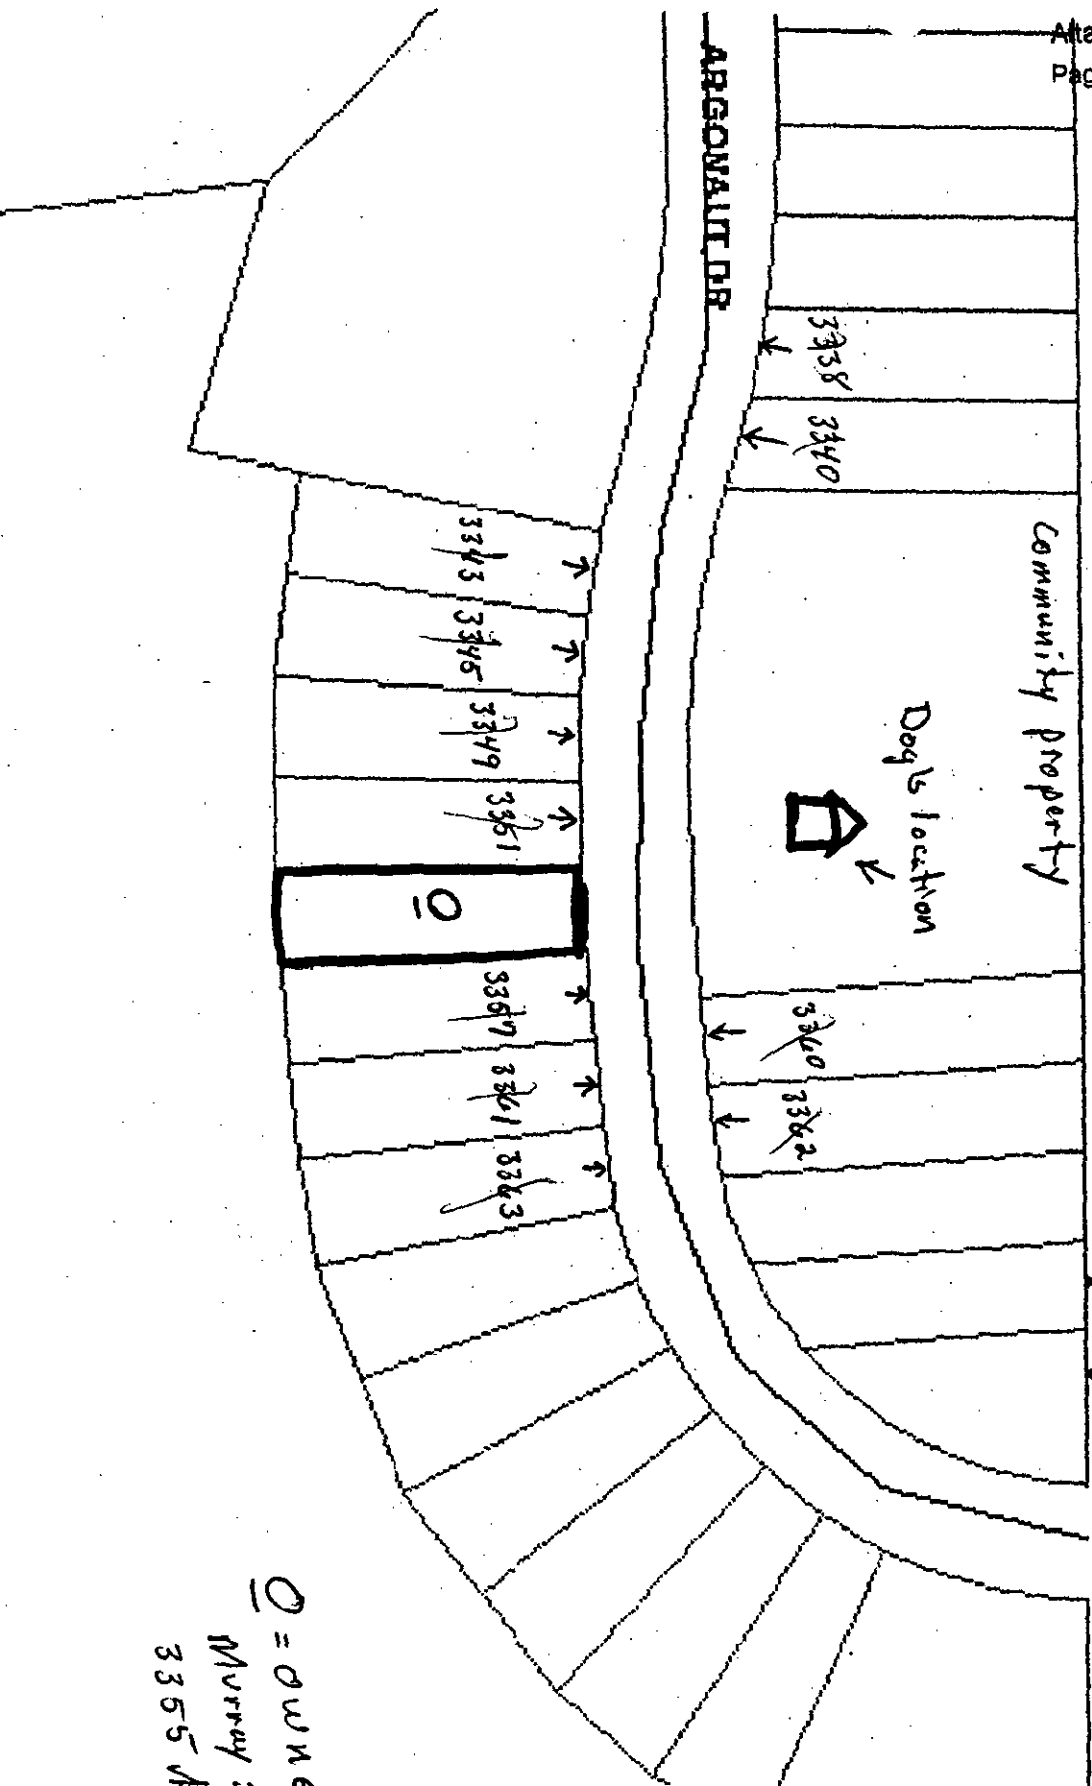 Atta
Pag
ARGONAUT DR
3338
3340
Community property
Dog's location
3343
3345
3349
3351
O
3357
3361
3363
3360
3362
O = owne
Murray
3355 A